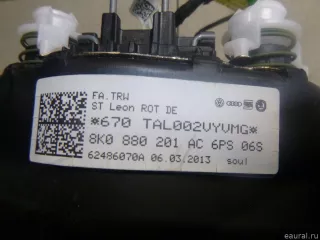 FA.TRW
ST Leon ROT DE
*670 TAL002VYVMG*
8K0 880 201 AC 6PS 06S
62486070A 06.03.2013 soul
eaural.ru